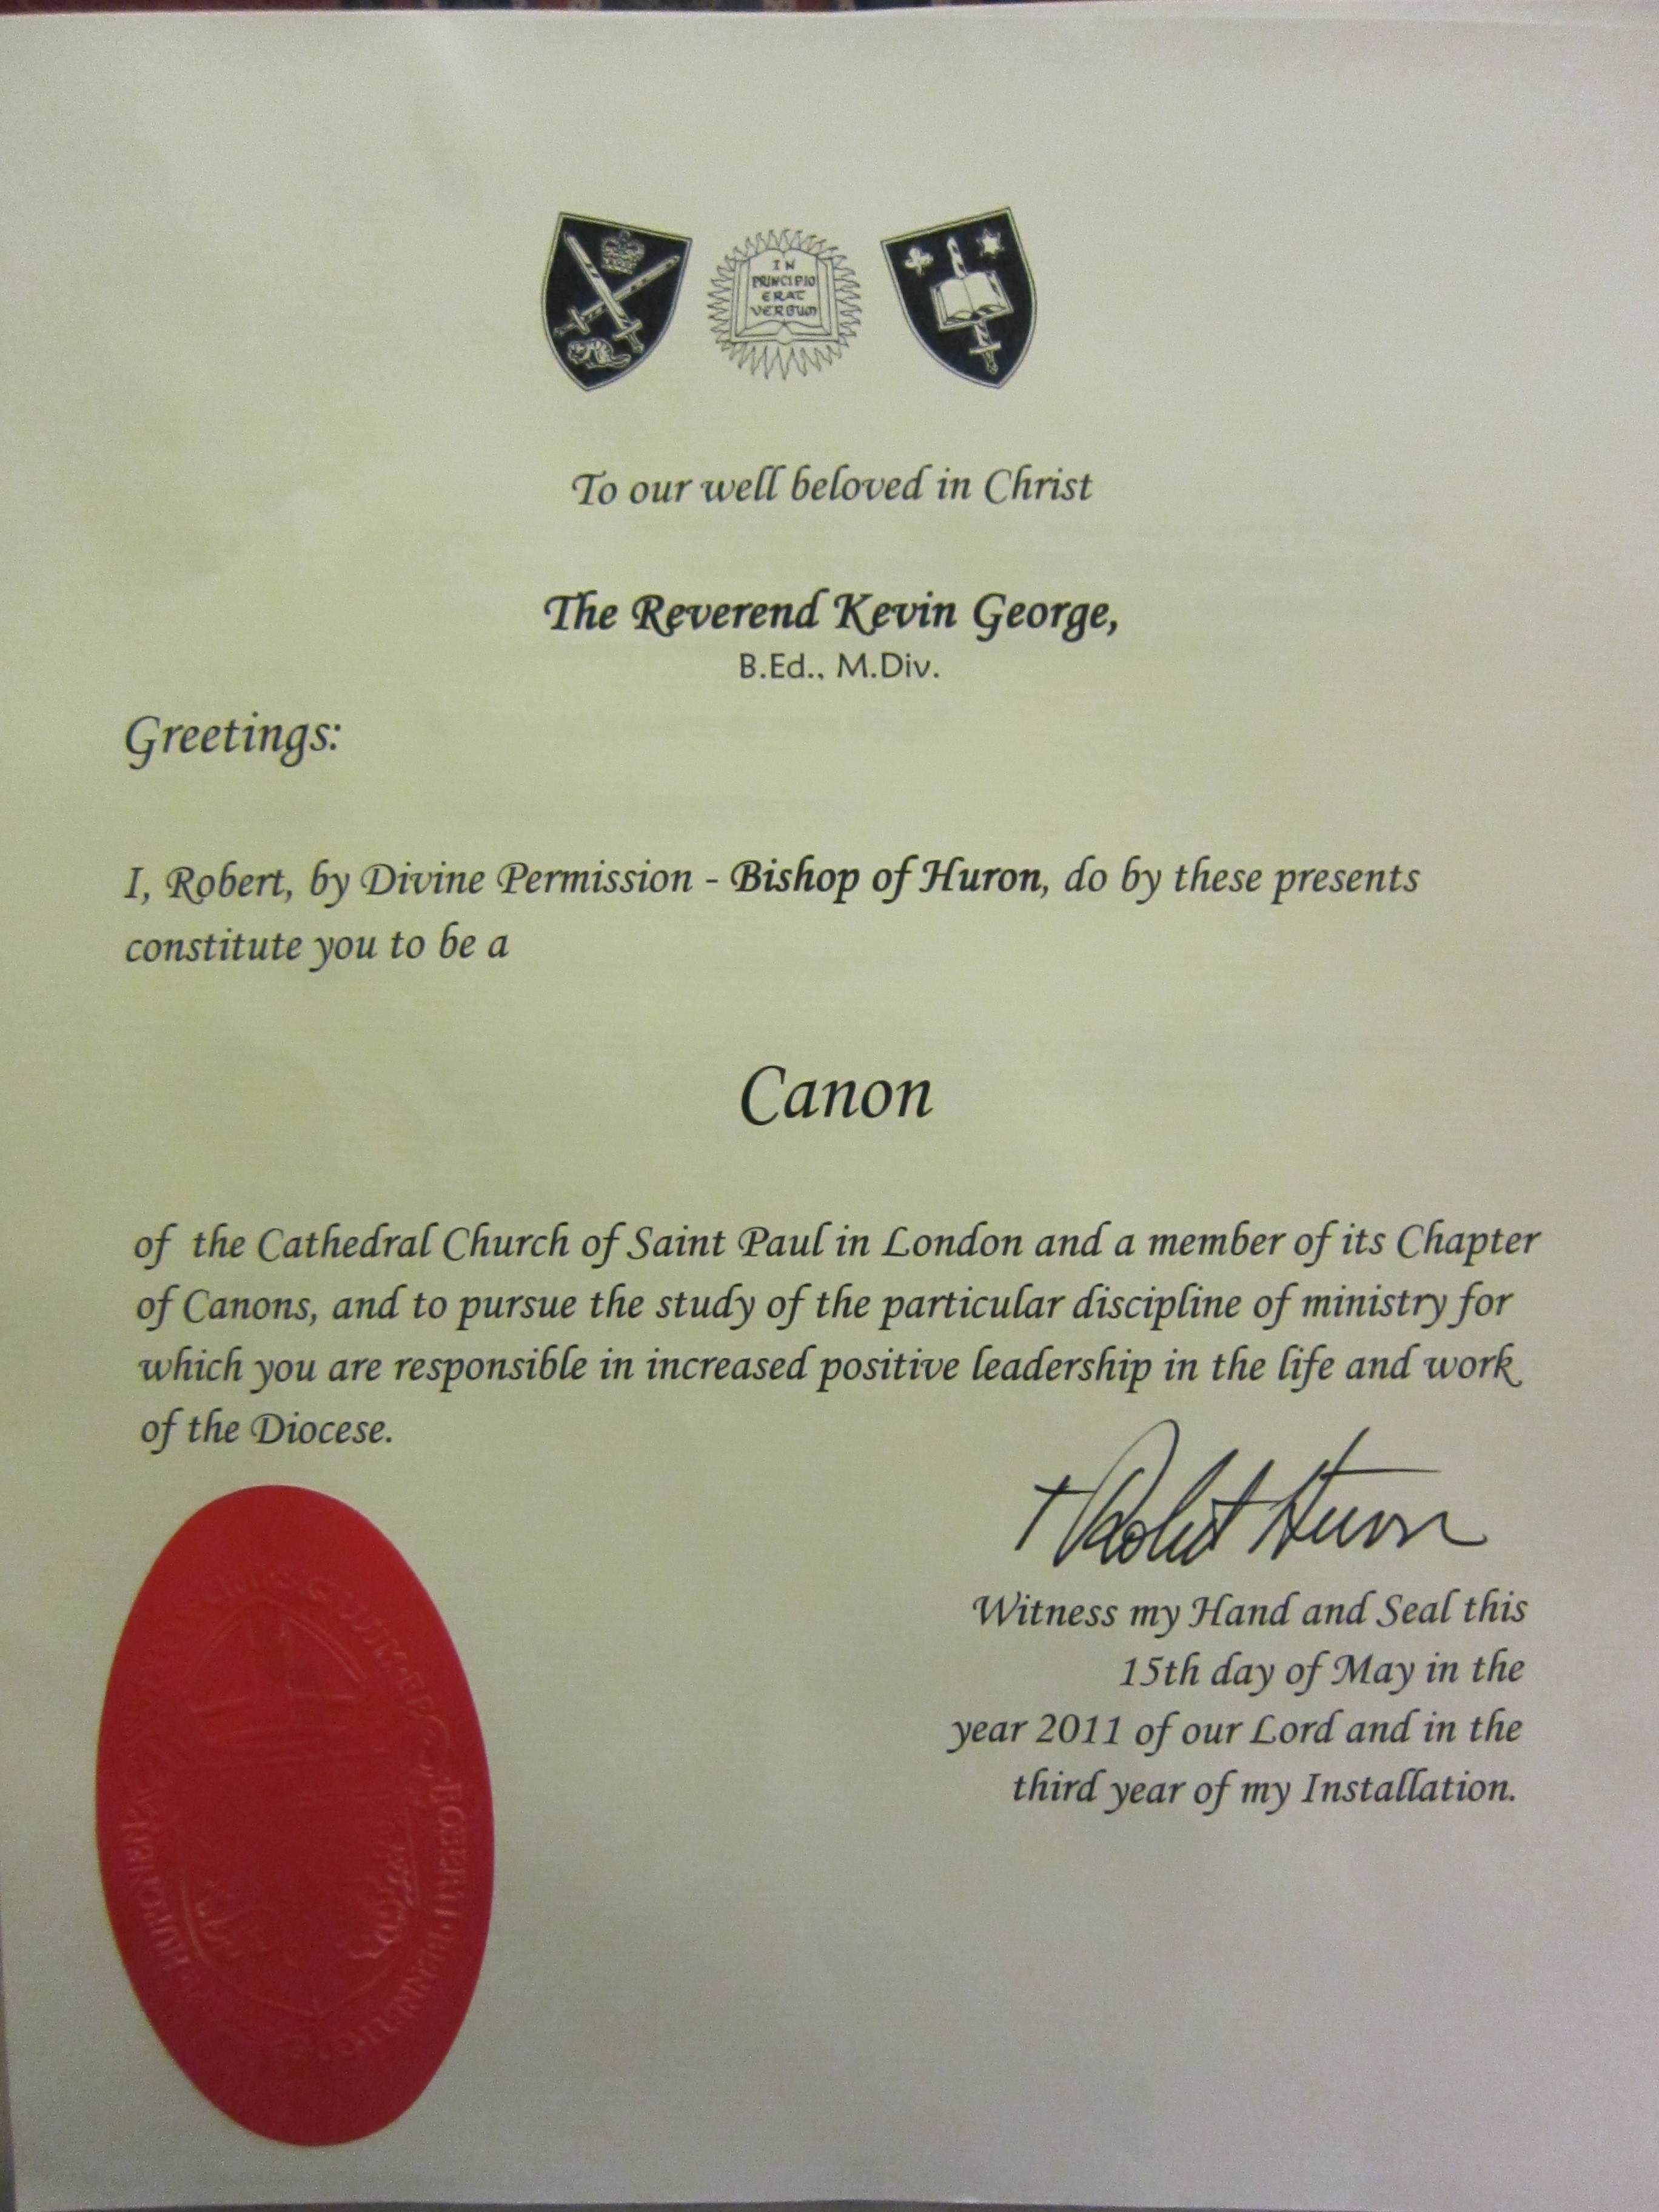 IN
PRINCIPIO
ERAT
VERBUM
To our well beloved in Christ
The Reverend Kevin George,
B.Ed., M.Div.
Greetings:
I, Robert, by Divine Permission - Bishop of Huron, do by these presents
constitute you to be a
Canon
of the Cathedral Church of Saint Paul in London and a member of its Chapter
of Canons, and to pursue the study of the particular discipline of ministry for
which you are responsible in increased positive leadership in the life and work
of the Diocese.
+ Robert Huron
Witness my Hand and Seal this
15th day of May in the
year 2011 of our Lord and in the
third year of my Installation.